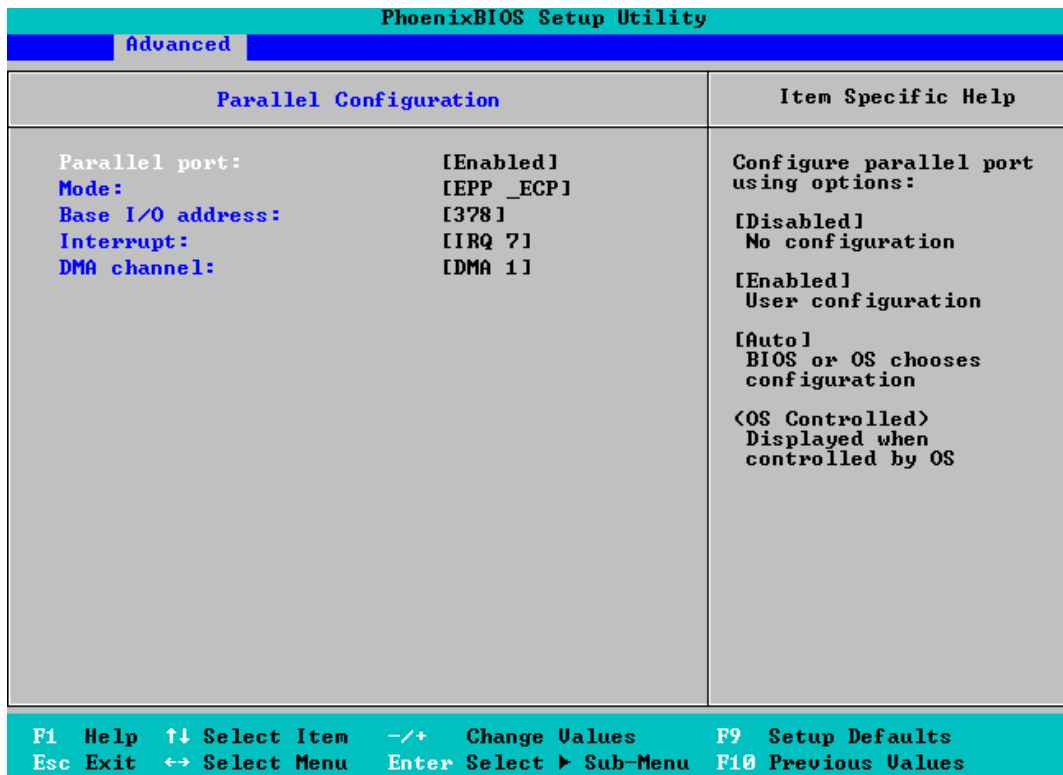 PhoenixBIOS Setup Utility
Advanced
Parallel Configuration
Item Specific Help
Parallel port: [Enabled]
Mode: [EPP _ECP]
Base I/O address: [378]
Interrupt: [IRQ 7]
DMA channel: [DMA 1]
Configure parallel port
using options:
[Disabled]
No configuration
[Enabled]
User configuration
[Auto]
BIOS or OS chooses
configuration
(OS Controlled)
Displayed when
controlled by OS
F1 Help ↑↓ Select Item -/+ Change Values F9 Setup Defaults
Esc Exit ↔ Select Menu Enter Select ▶ Sub-Menu F10 Previous Values